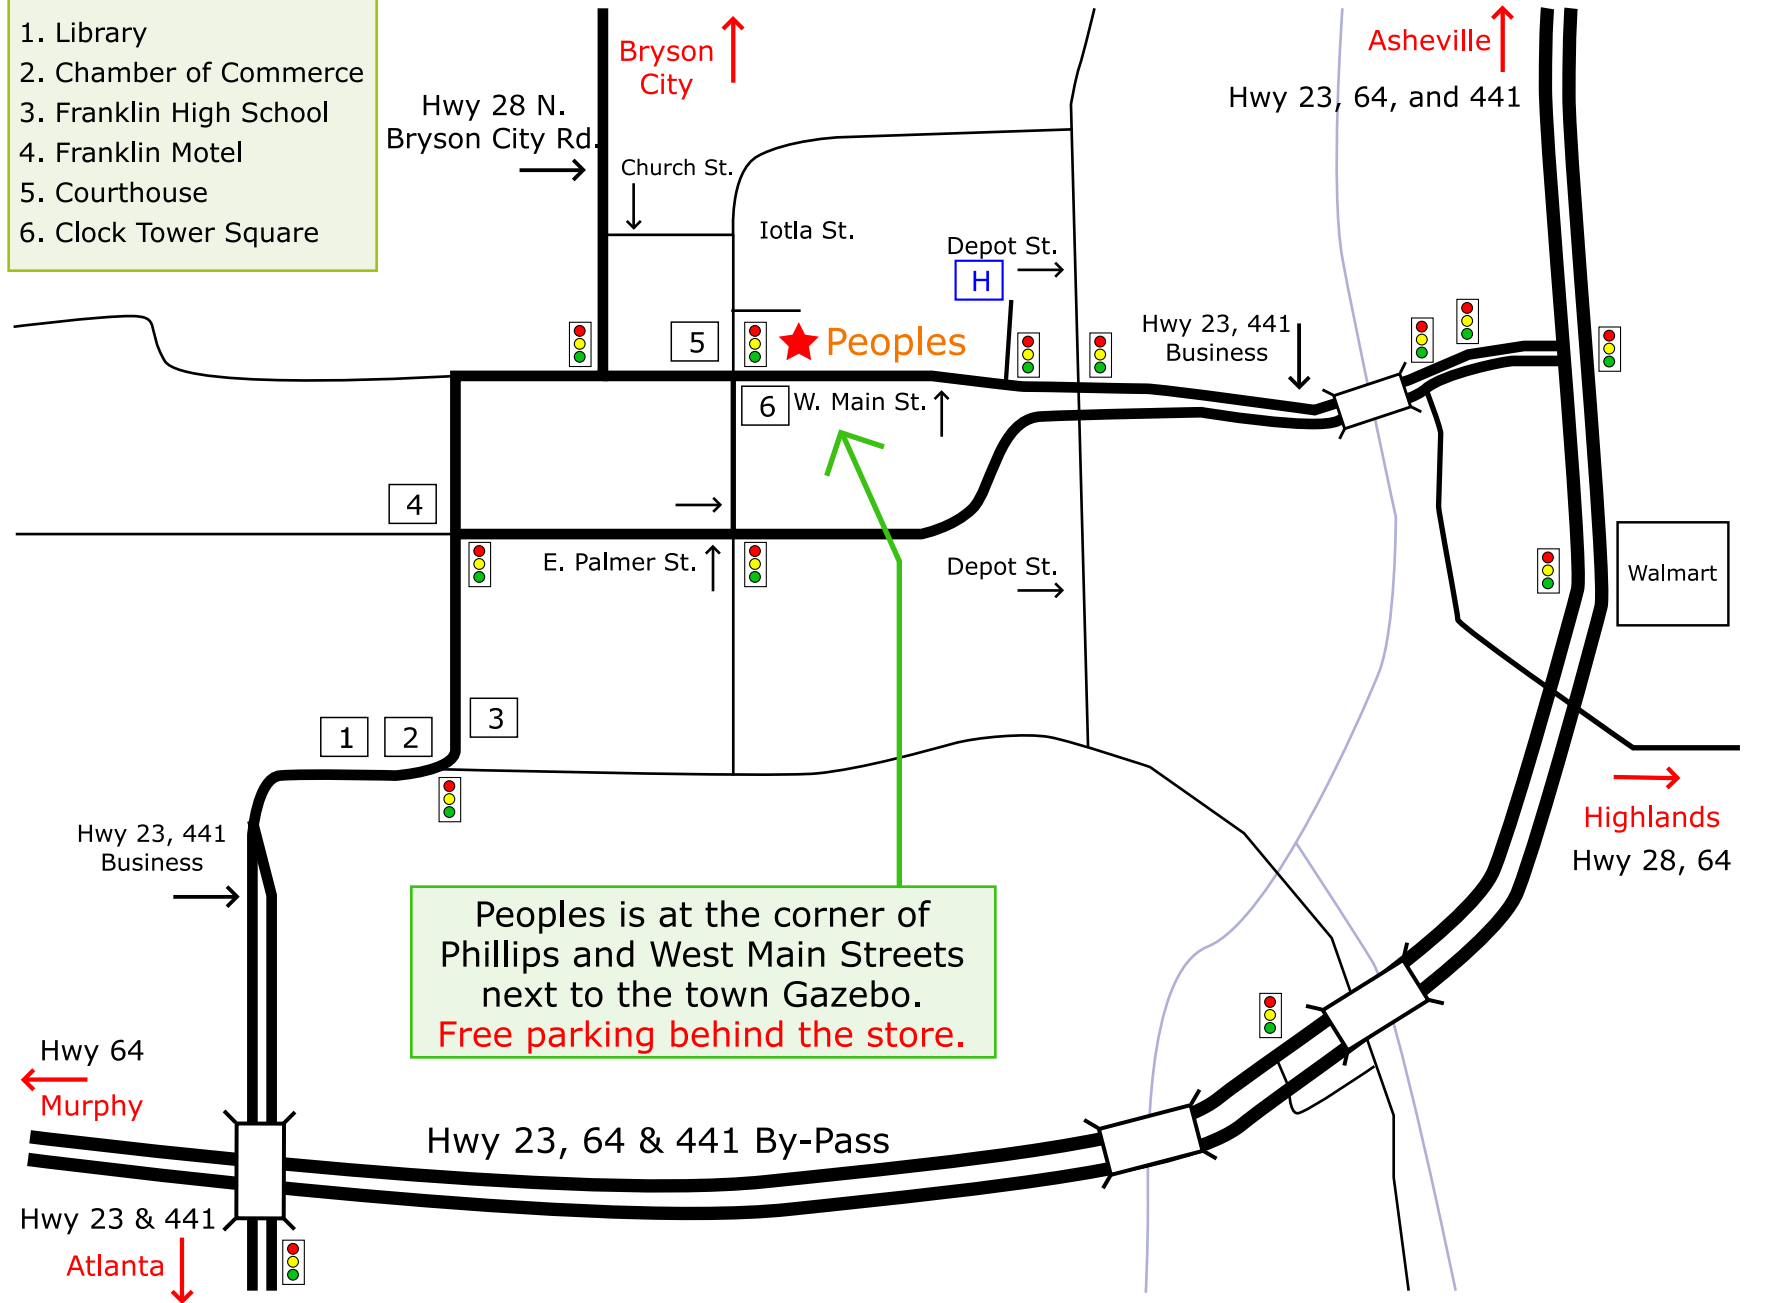 1. Library
2. Chamber of Commerce
3. Franklin High School
4. Franklin Motel
5. Courthouse
6. Clock Tower Square
Bryson
City
Hwy 28 N.
Bryson City Rd.
Church St.
Iotla St.
Depot St.
H
Asheville
Hwy 23, 64, and 441
5
Peoples
Hwy 23, 441
Business
6
W. Main St.
4
E. Palmer St.
Depot St.
Walmart
1
2
3
Highlands
Hwy 28, 64
Hwy 23, 441
Business
Peoples is at the corner of
Phillips and West Main Streets
next to the town Gazebo.
Free parking behind the store.
Hwy 64
Murphy
Hwy 23, 64 & 441 By-Pass
Hwy 23 & 441
Atlanta